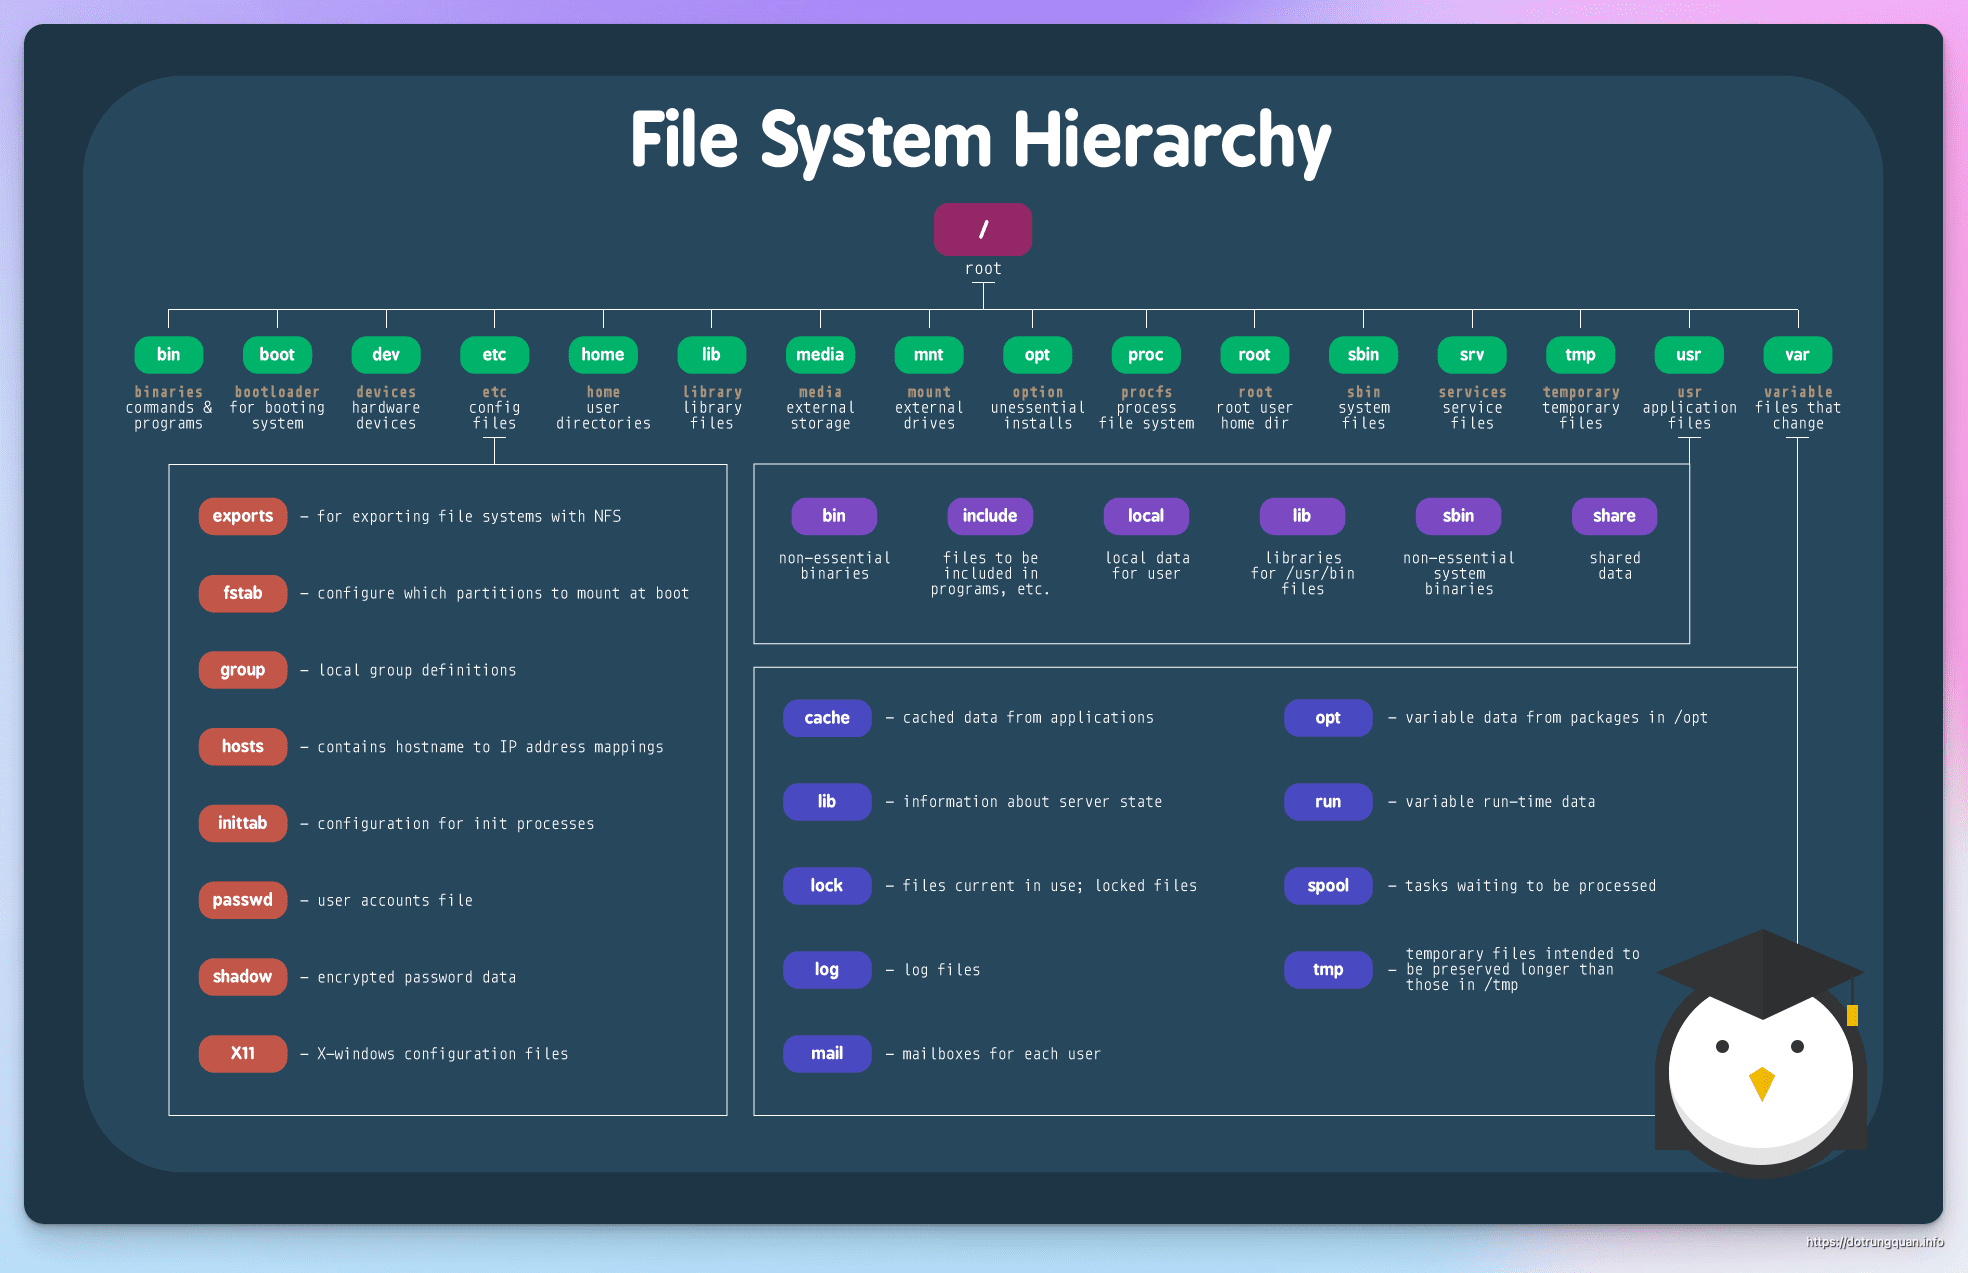 File System Hierarchy
/
root
bin
boot
dev
etc
home
lib
media
mnt
opt
proc
root
sbin
srv
tmp
usr
var
binaries
commands &
programs
bootloader
for booting
system
devices
hardware
devices
etc
config
files
home
user
directories
library
library
files
media
external
storage
mount
external
drives
option
unessential
installs
procfs
process
file system
root
root user
home dir
sbin
system
files
services
service
files
temporary
temporary
files
usr
application
files
variable
files that
change
exports – for exporting file systems with NFS
fstab – configure which partitions to mount at boot
group – local group definitions
hosts – contains hostname to IP address mappings
inittab – configuration for init processes
passwd – user accounts file
shadow – encrypted password data
X11 – X–windows configuration files
bin
non–essential
binaries
include
files to be
included in
programs, etc.
local
local data
for user
lib
libraries
for /usr/bin
files
sbin
non–essential
system
binaries
share
shared
data
cache – cached data from applications
lib – information about server state
lock – files current in use; locked files
log – log files
mail – mailboxes for each user
opt – variable data from packages in /opt
run – variable run–time data
spool – tasks waiting to be processed
tmp –
temporary files intended to
be preserved longer than
those in /tmp
https://dotrungquan.info